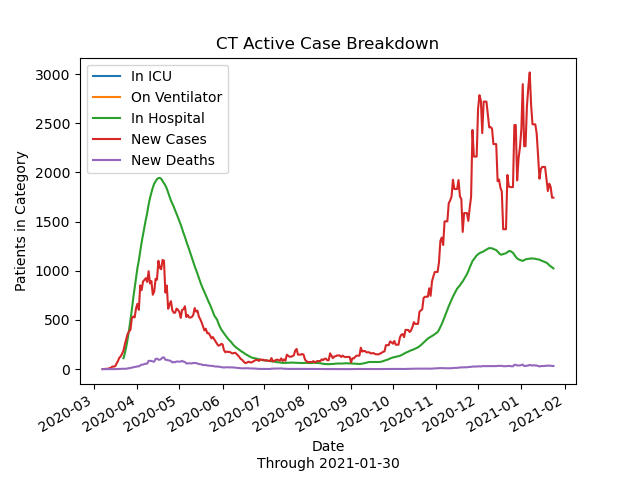 CT Active Case Breakdown
In ICU
On Ventilator
In Hospital
New Cases
New Deaths
Patients in Category
3000
2500
2000
1500
1000
500
0
2020-03
2020-04
2020-05
2020-06
2020-07
2020-08
2020-09
2020-10
2020-11
2020-12
2021-01
2021-02
Date
Through 2021-01-30